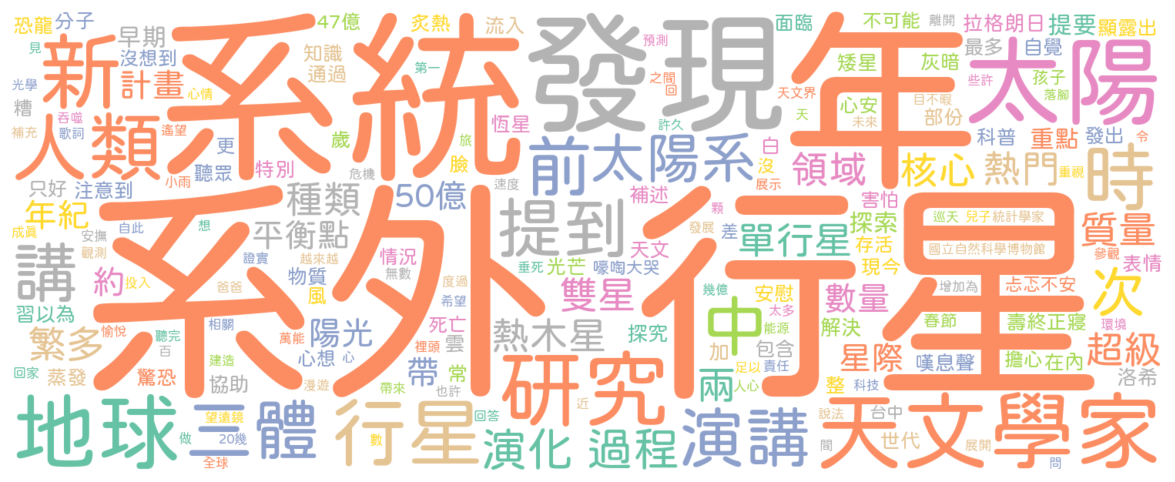 恐龍 分子 47億 炙熱 流入 發現 面臨 不可能 離開 拉格朗日 提要 顯露出
見 早期 系統 預測 年 矮星 灰暗 最多 自覺 太陽
新 沒想到 知識 第一 之間 天文界 些許 孩子
光學 計畫 心情 通過 回 心安 目不暇 落腳
糟 吞噬 恆星 許久 天 未來 部份 科普 重點 發出 令
補充 歌詞 遙望 歲 旅 前 太陽系 白 領域 核心 熱門 重視 時
人類 更 臉 沒
小雨 聽眾 特別 危機 速度 展示
只好 注意到 種類 50億 補述 顆 害怕 巡天 兒子 統計學家 質量
年紀 自此 想 提到 發展 差 單行星 探索 國立自然科學博物館 參觀
成員 安撫 平衡點 天文 存活 表情
觀測 證實 越來越 情況 垂死 光芒 嚎啕大哭 幾億 現今 增加為 忐忑不安
講 約 投入 爸爸 物質 無數 度過 雙星 安慰 數量 次
習以為 風 希望 太多 春節 壽終正寢
愉悅 聽完 相關 萬能 陽光 死亡 熱木星 探究 中 能源 解決 環境
繁多 百 裡頭 雲 加 包含 星際 嘆息聲 擔心 在內 超級
回家 蒸發 驚恐 建造 心想 心 系外行星 足以 責任
協助 漫遊 帶來 帶 常 研究 兩 人心 整 科技 洛希
也許 近
地球 三體 望遠鏡 行星 回答 演講 說法 台中 天文學家
做 20幾 數 演化 過程 間 世代 展開
全球 問